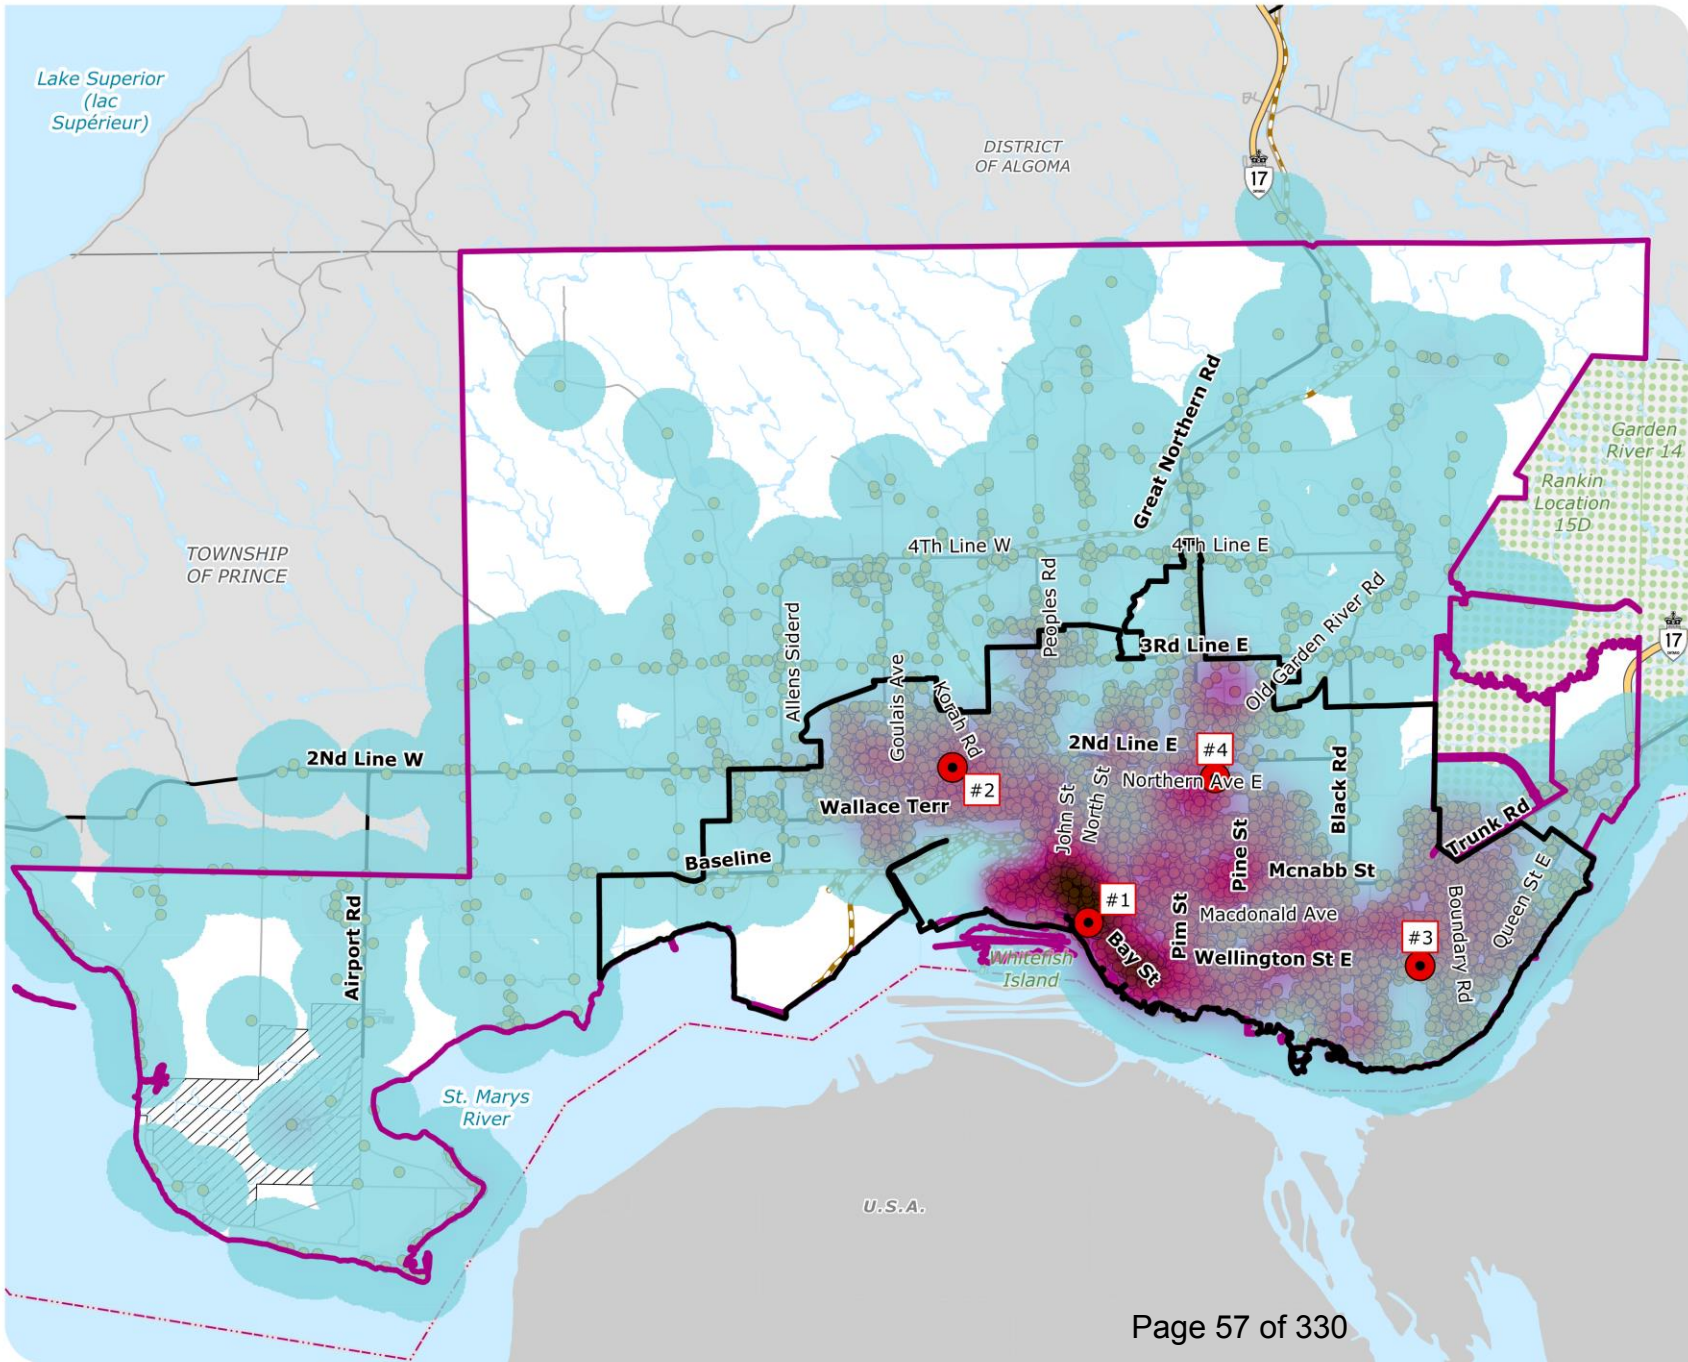 Lake Superior
(lac
Supérieur)
DISTRICT
OF ALGOMA
17
ONTARIO
Garden
River 14
Rankin
Location
15D
Great Northern Rd
4Th Line W
4Th Line E
TOWNSHIP
OF PRINCE
Peoples Rd
Old Garden River Rd
Allens Siderd
3Rd Line E
17
ONTARIO
Goulais Ave
Korah Rd
2Nd Line W
2Nd Line E
#4
Northern Ave E
#2
John St
North St
Black Rd
Wallace Terr
Trunk Rd
Baseline
Pine St
Mcnabb St
#1
Macdonald Ave
Boundary Rd
Queen St E
Airport Rd
Pim St
#3
Bay St
Wellington St E
Whitefish
Island
St. Marys
River
U.S.A.
Page 57 of 330